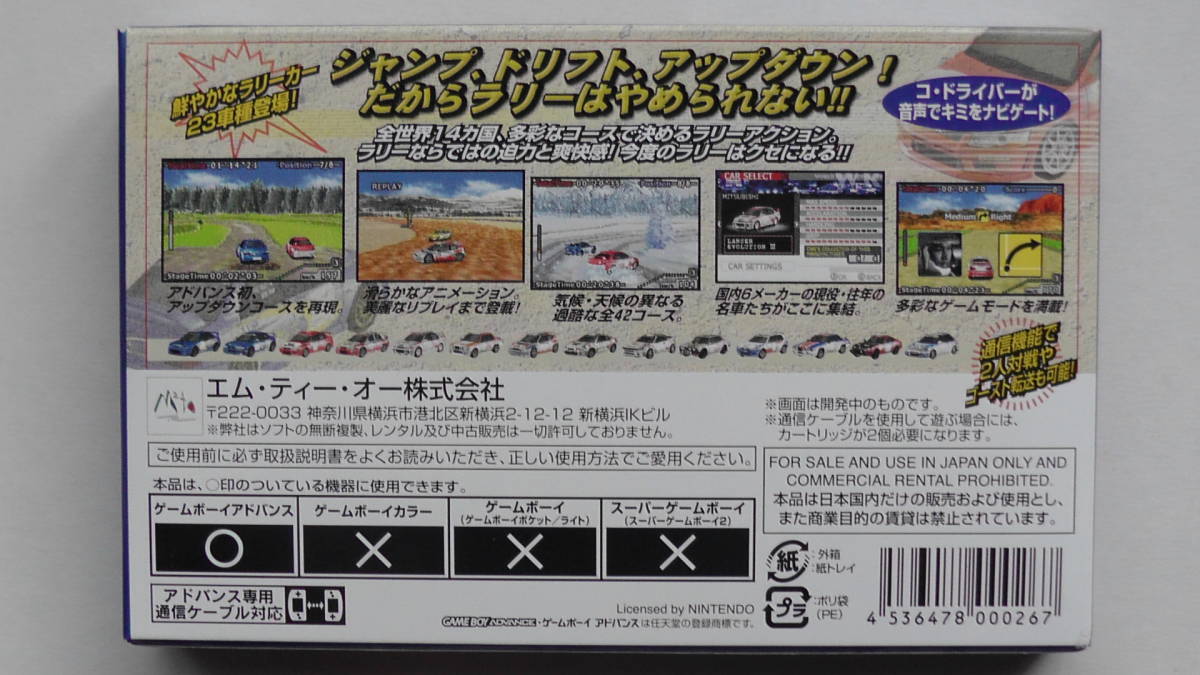 鮮やかなラリーカー
23車種登場!
ジャンプ、ドリフト、アップダウン!
だからラリーはやめられない!!
コ・ドライバーが
音声でキミをナビゲート!
全世界14カ国、多彩なコースで決めるラリーアクション。
ラリーならではの迫力と爽快感!今度のラリーはクセになる!!
01"14"21
Position-7/8
StageTime 00"02"03
137
REPLAY
Position-8/8
StageTime 00"20"38
104
CAR SELECT
MITSUBISHI
LANCER
EVOLUTION
CAR SETTINGS
OK
BACK
00"04"20
Score
Medium
Right
StageTime
アドバンス初、
アップダウンコースを再現。
滑らかなアニメーション。
美麗なリプレイまで登載!
気候・天候の異なる
過酷な全42コース。
国内6メーカーの現役・往年の
名車たちがここに集結。
多彩なゲームモードを満載!
通信機能で
2人対戦や
ゴースト転送も可能!
エム・ティー・オー株式会社
〒222-0033 神奈川県横浜市港北区新横浜2-12-12 新横浜IKビル
※弊社はソフトの無断複製、レンタル及び中古販売は一切許可しておりません。
※画面は開発中のものです。
※通信ケーブルを使用して遊ぶ場合には、
カートリッジが2個必要になります。
ご使用前に必ず取扱説明書をよくお読みいただき、正しい使用方法でご愛用ください。
本品は、○印のついている機器に使用できます。
ゲームボーイアドバンス
ゲームボーイカラー
ゲームボーイ
(ゲームボーイポケット/ライト)
スーパーゲームボーイ
(スーパーゲームボーイ2)
○
×
×
×
FOR SALE AND USE IN JAPAN ONLY AND
COMMERCIAL RENTAL PROHIBITED.
本品は日本国内だけの販売および使用とし、
また商業目的の賃貸は禁止されています。
アドバンス専用
通信ケーブル対応
紙
:外箱
:紙トレイ
プラ
:ポリ袋
(PE)
Licensed by NINTENDO
GAME BOY ADVANCE・ゲームボーイ アドバンスは任天堂の登録商標です。
4 536478 000267